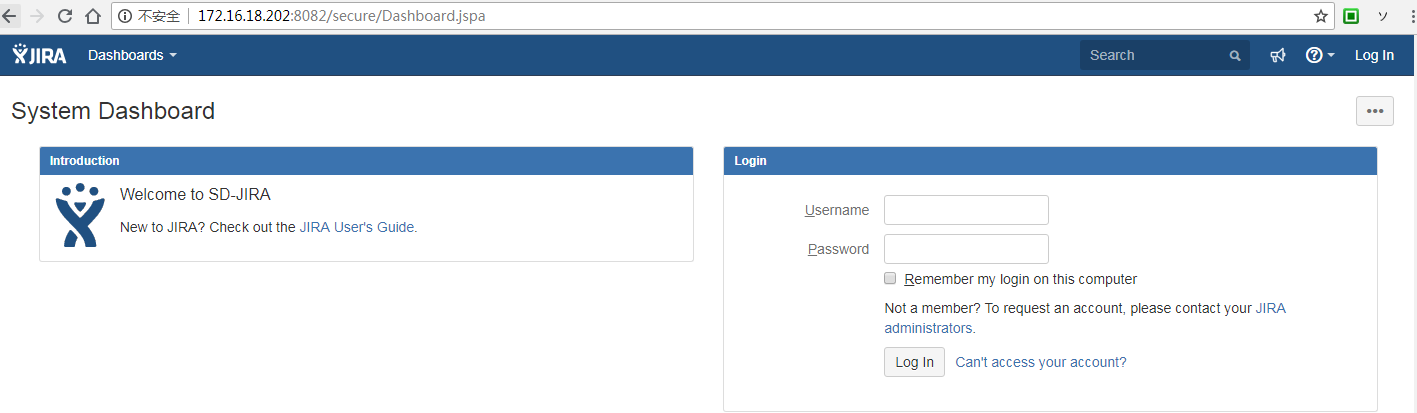 不安全 172.16.18.202:8082/secure/Dashboard.jspa
JIRA Dashboards Search Log In
System Dashboard
Introduction
Welcome to SD-JIRA
New to JIRA? Check out the JIRA User's Guide.
Login
Username
Password
Remember my login on this computer
Not a member? To request an account, please contact your JIRA
administrators.
Log In Can't access your account?